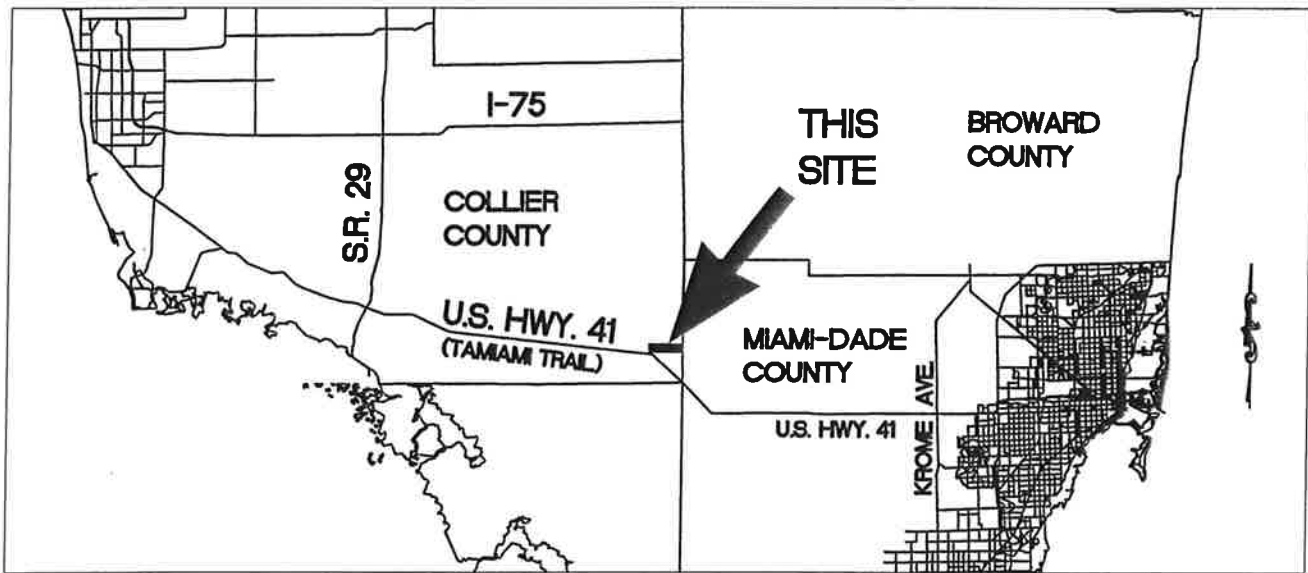 I-75
THIS
SITE
BROWARD
COUNTY
S.R. 29
COLLIER
COUNTY
U.S. HWY. 41
(TAMIAMI TRAIL)
MIAMI-DADE
COUNTY
U.S. HWY. 41
KROME AVE.